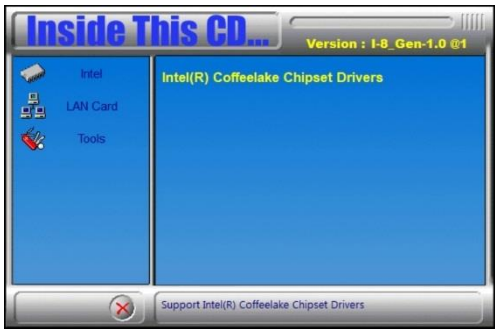 Inside This CD...
Version : I-8_Gen-1.0 @1
Intel
Intel(R) Coffeelake Chipset Drivers
LAN Card
Tools
Support Intel(R) Coffeelake Chipset Drivers